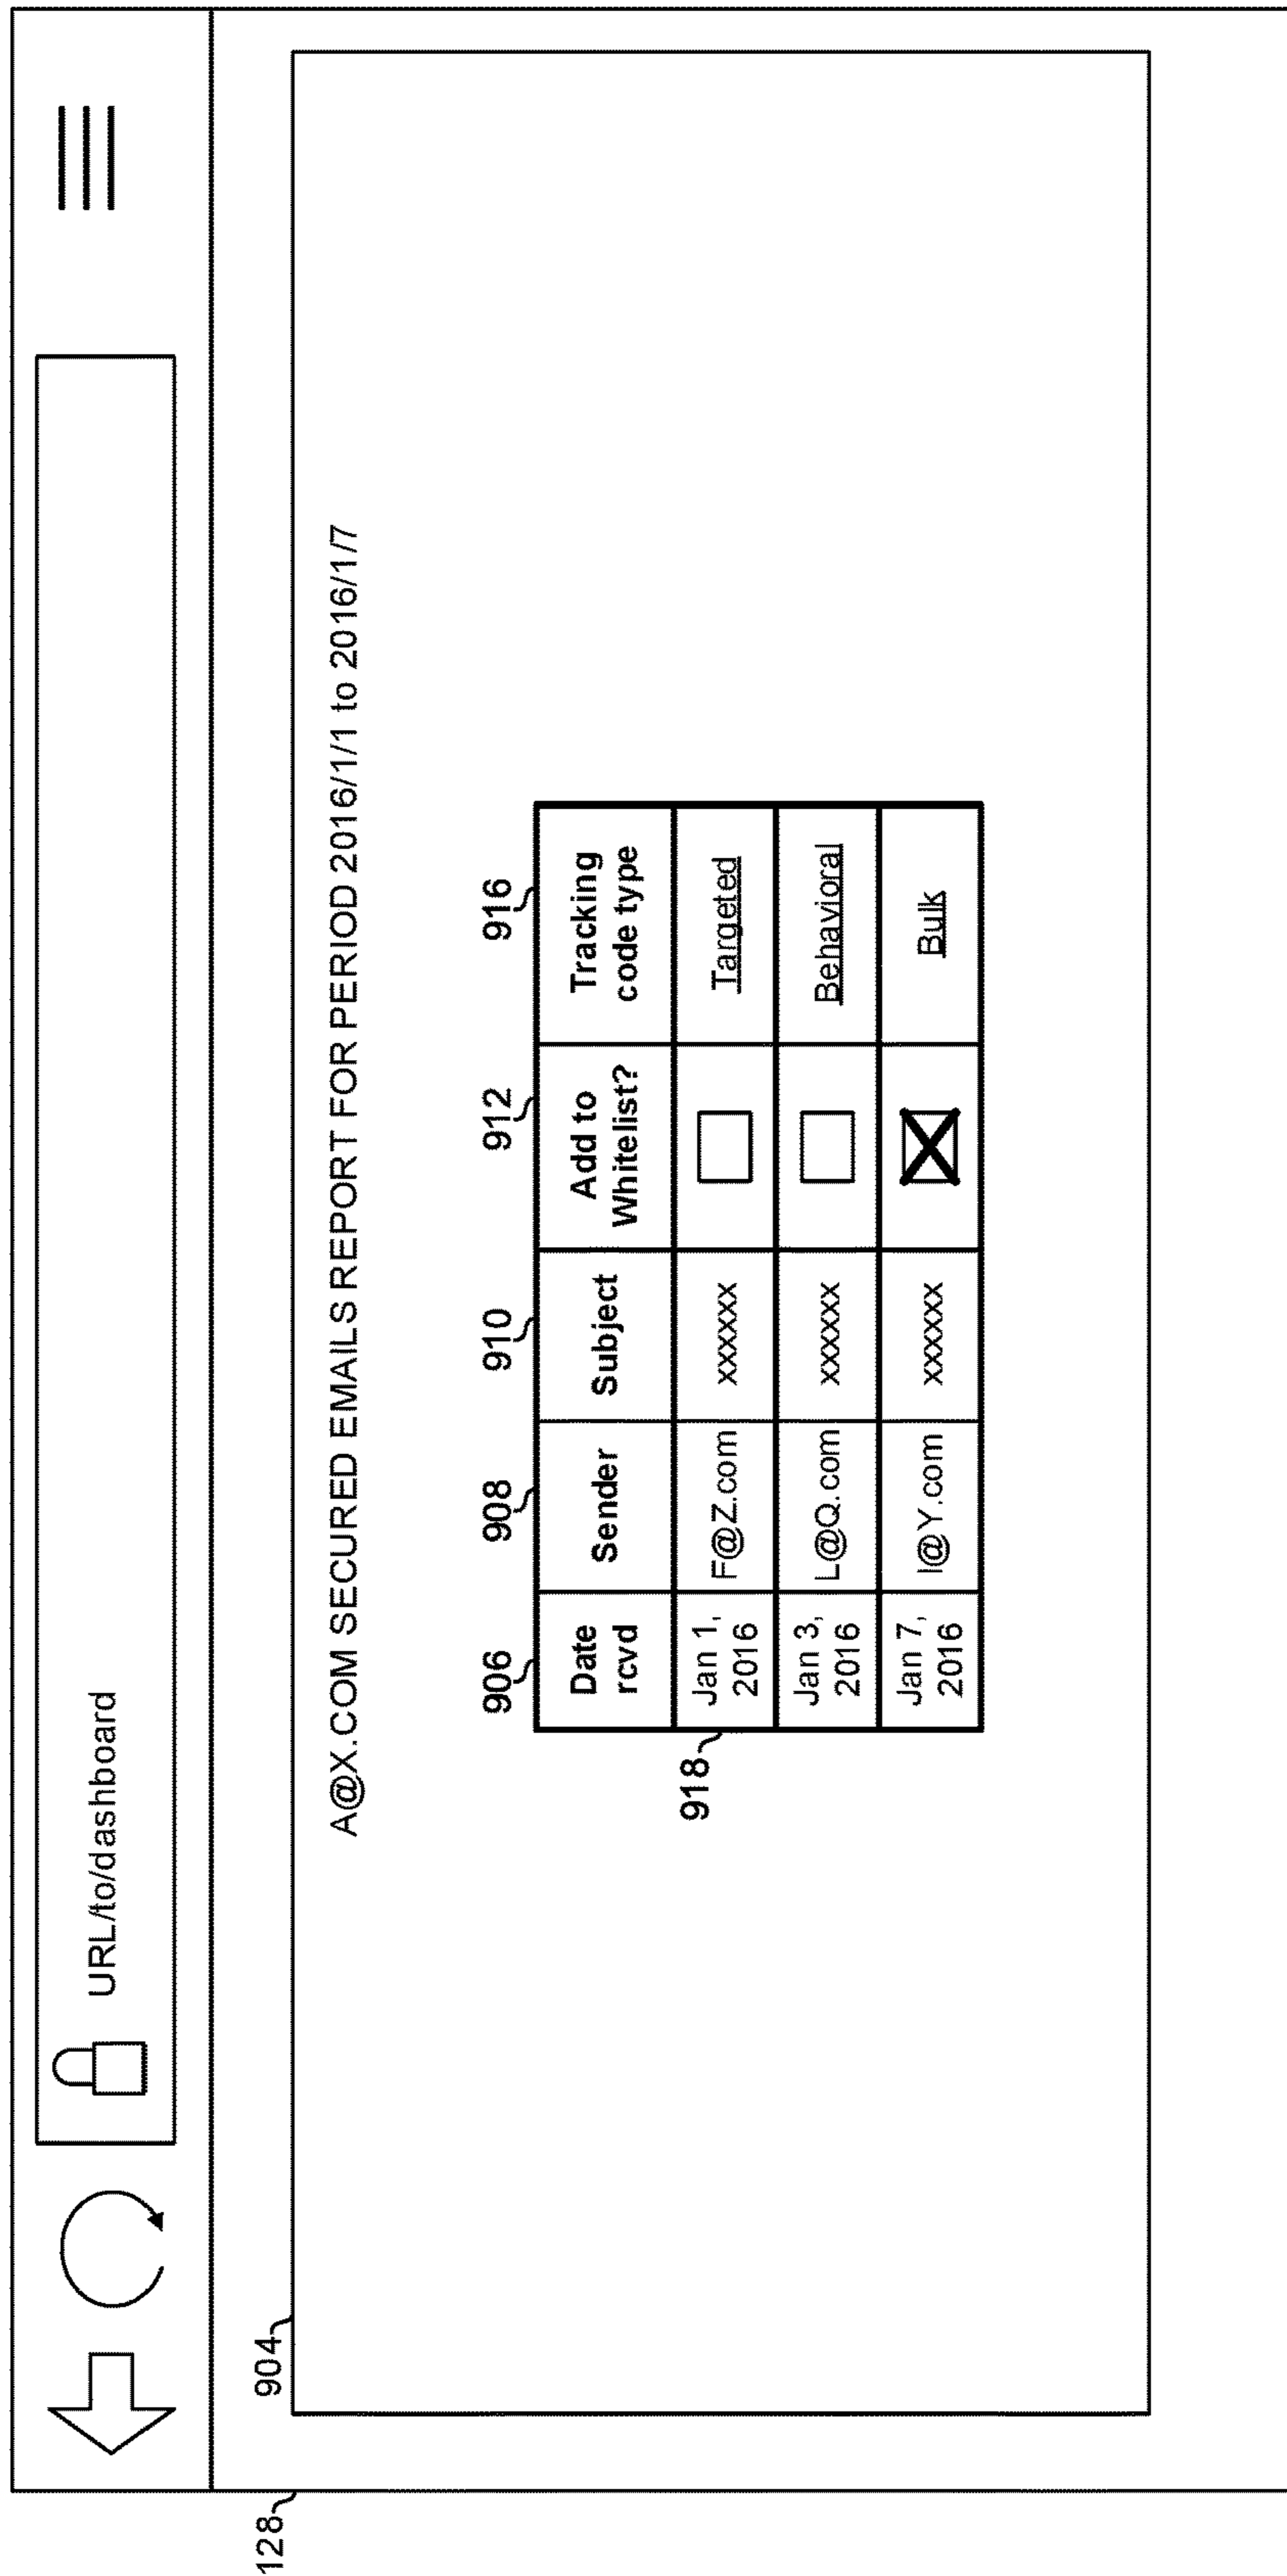 URL/to/dashboard
128
904
A@X.COM SECURED EMAILS REPORT FOR PERIOD 2016/1/1 to 2016/1/7
906 908 910 912 916
Date rcvd Sender Subject Add to Whitelist? Tracking code type
918 Jan 1, 2016 F@Z.com xxxxxx Targeted
Jan 3, 2016 L@Q.com xxxxxx Behavioral
Jan 7, 2016 I@Y.com xxxxxx Bulk